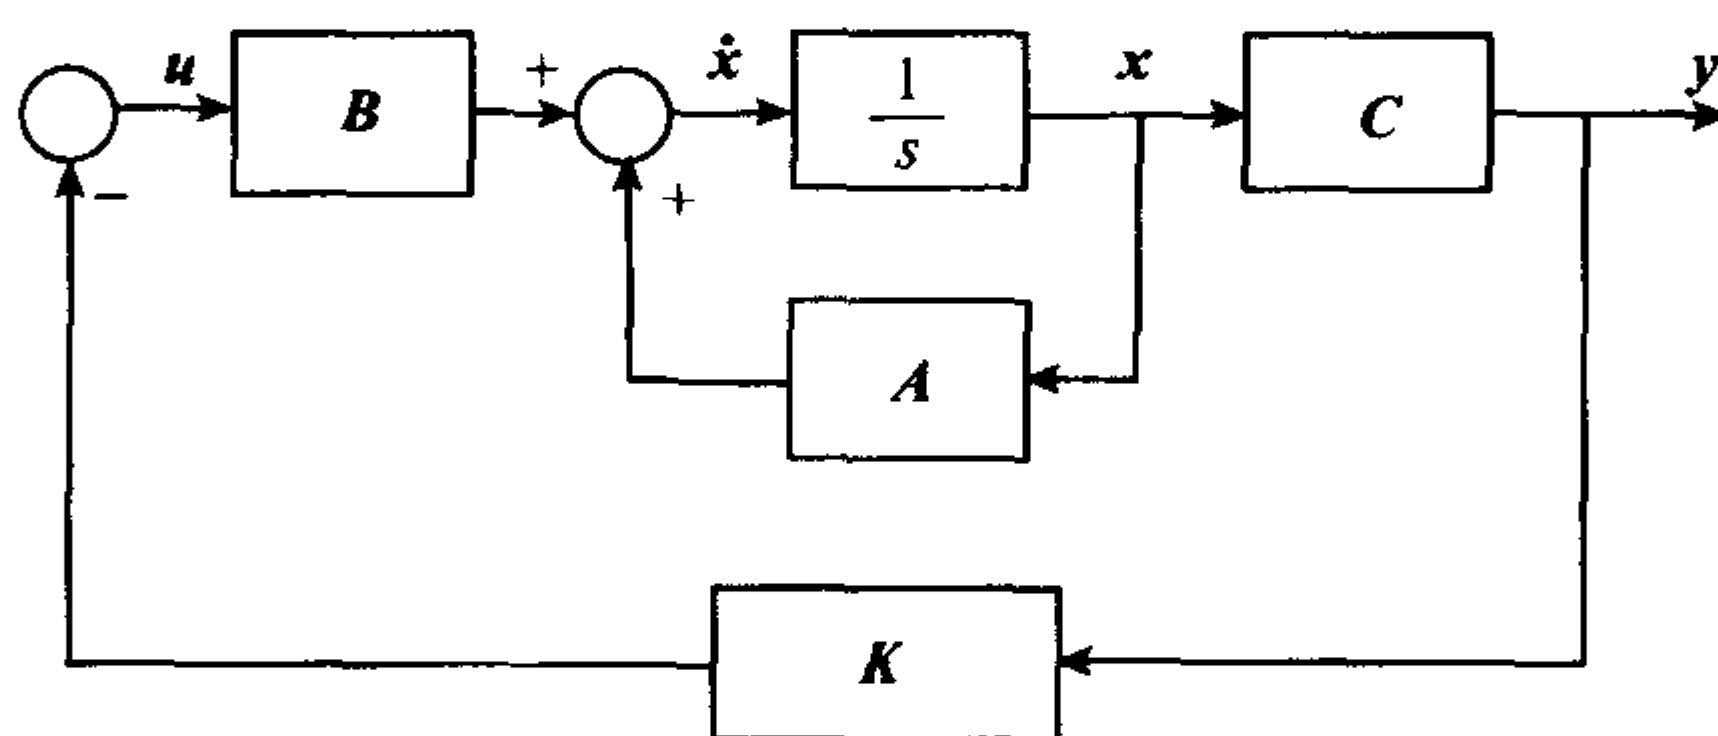 u B + ẋ 1/s x C y
− +
A
K